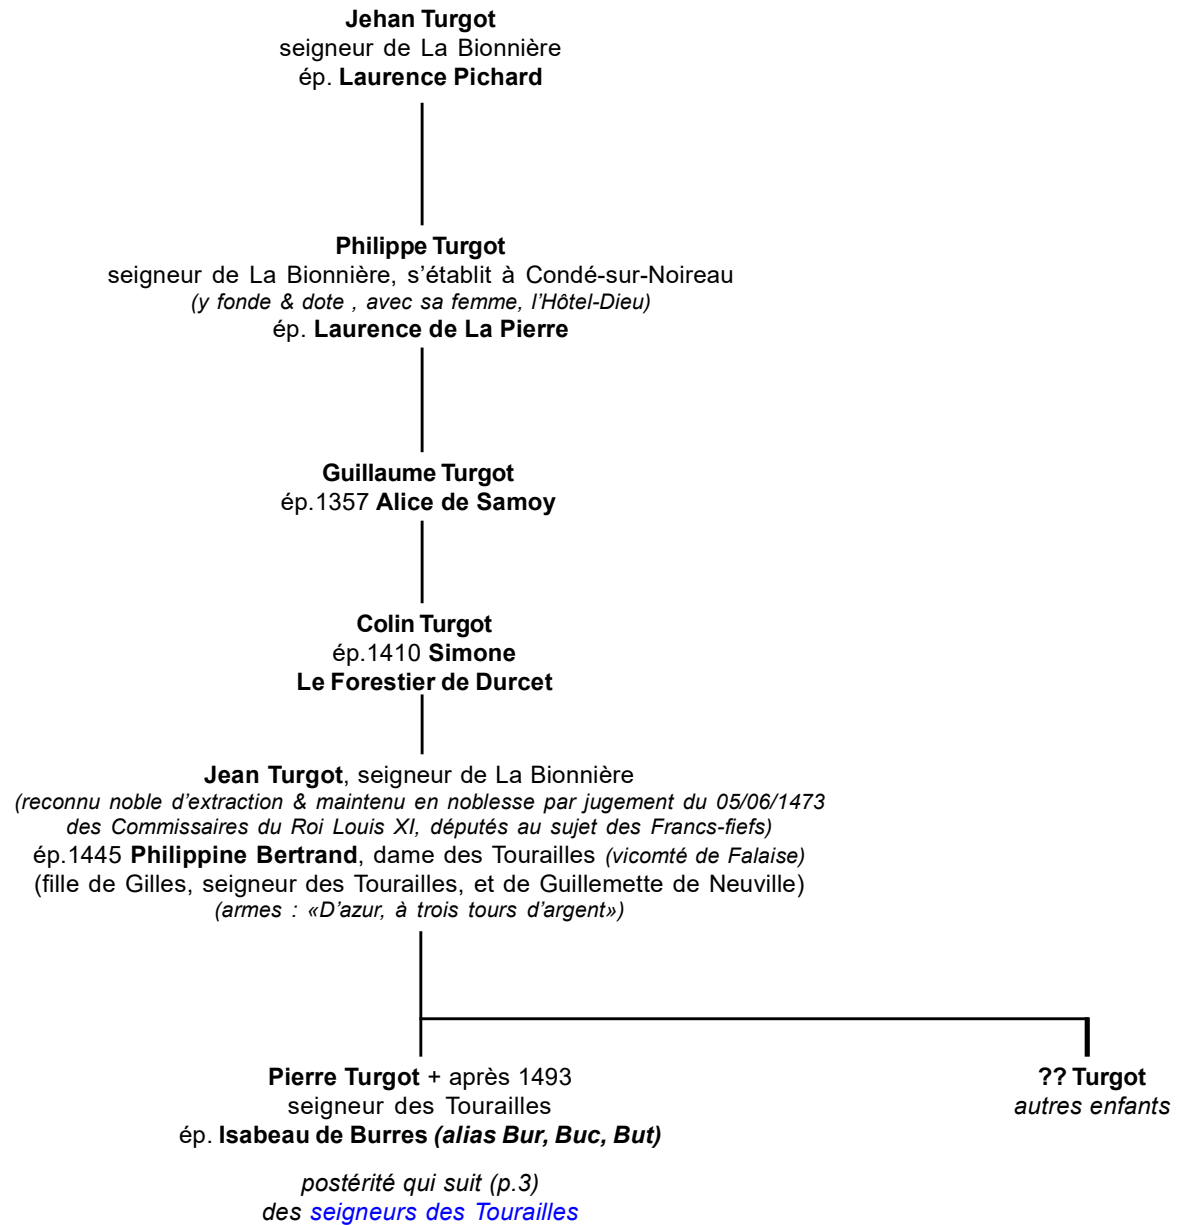 Jehan Turgot
seigneur de La Bionnière
ép. Laurence Pichard
Philippe Turgot
seigneur de La Bionnière, s’établit à Condé-sur-Noireau
(y fonde & dote , avec sa femme, l’Hôtel-Dieu)
ép. Laurence de La Pierre
Guillaume Turgot
ép.1357 Alice de Samoy
Colin Turgot
ép.1410 Simone
Le Forestier de Durcet
Jean Turgot, seigneur de La Bionnière
(reconnu noble d’extraction & maintenu en noblesse par jugement du 05/06/1473
des Commissaires du Roi Louis XI, députés au sujet des Francs-fiefs)
ép.1445 Philippine Bertrand, dame des Tourailles (vicomté de Falaise)
(fille de Gilles, seigneur des Tourailles, et de Guillemette de Neuville)
(armes : «D’azur, à trois tours d’argent»)
Pierre Turgot + après 1493
seigneur des Tourailles
ép. Isabeau de Burres (alias Bur, Buc, But)
postérité qui suit (p.3)
des seigneurs des Tourailles
?? Turgot
autres enfants